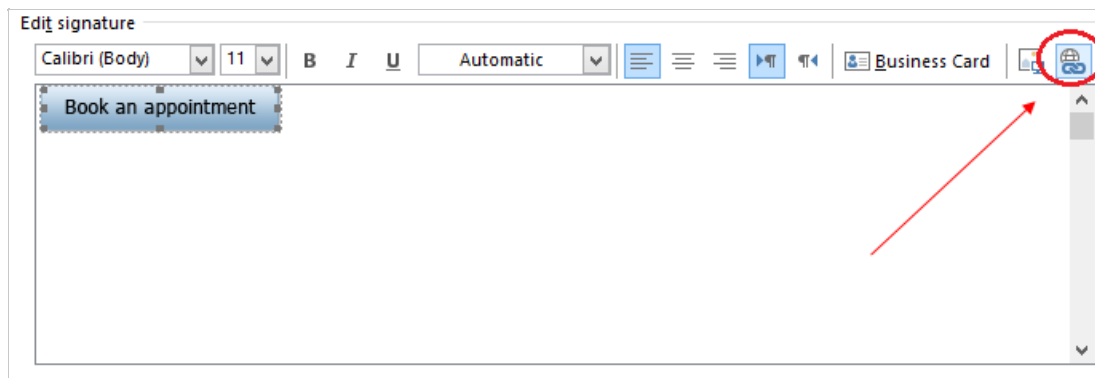 Edit signature
Calibri (Body) 11 B I U Automatic Business Card
Book an appointment